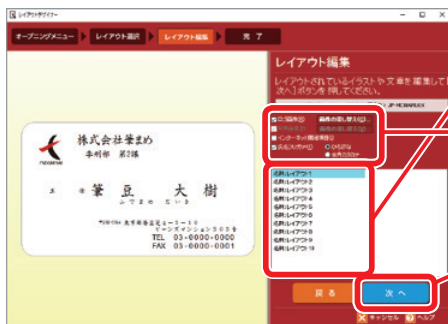 レイアウトデザイナー
オープニングメニュー
レイアウト選択
レイアウト編集
完 了
レイアウト編集
レイアウトされているイラストや文章を編集して[
次へ]ボタンを押してください。
株式会社筆まめ
第2課
筆 豆 大 樹
ふでまめ だいき
TEL 03-0000-0000
FAX 03-0000-0001
名刺レイアウト1
名刺レイアウト2
名刺レイアウト3
名刺レイアウト4
名刺レイアウト5
名刺レイアウト6
名刺レイアウト7
名刺レイアウト8
名刺レイアウト9
名刺レイアウト10
戻 る
次 へ
キャンセル
ヘルプ